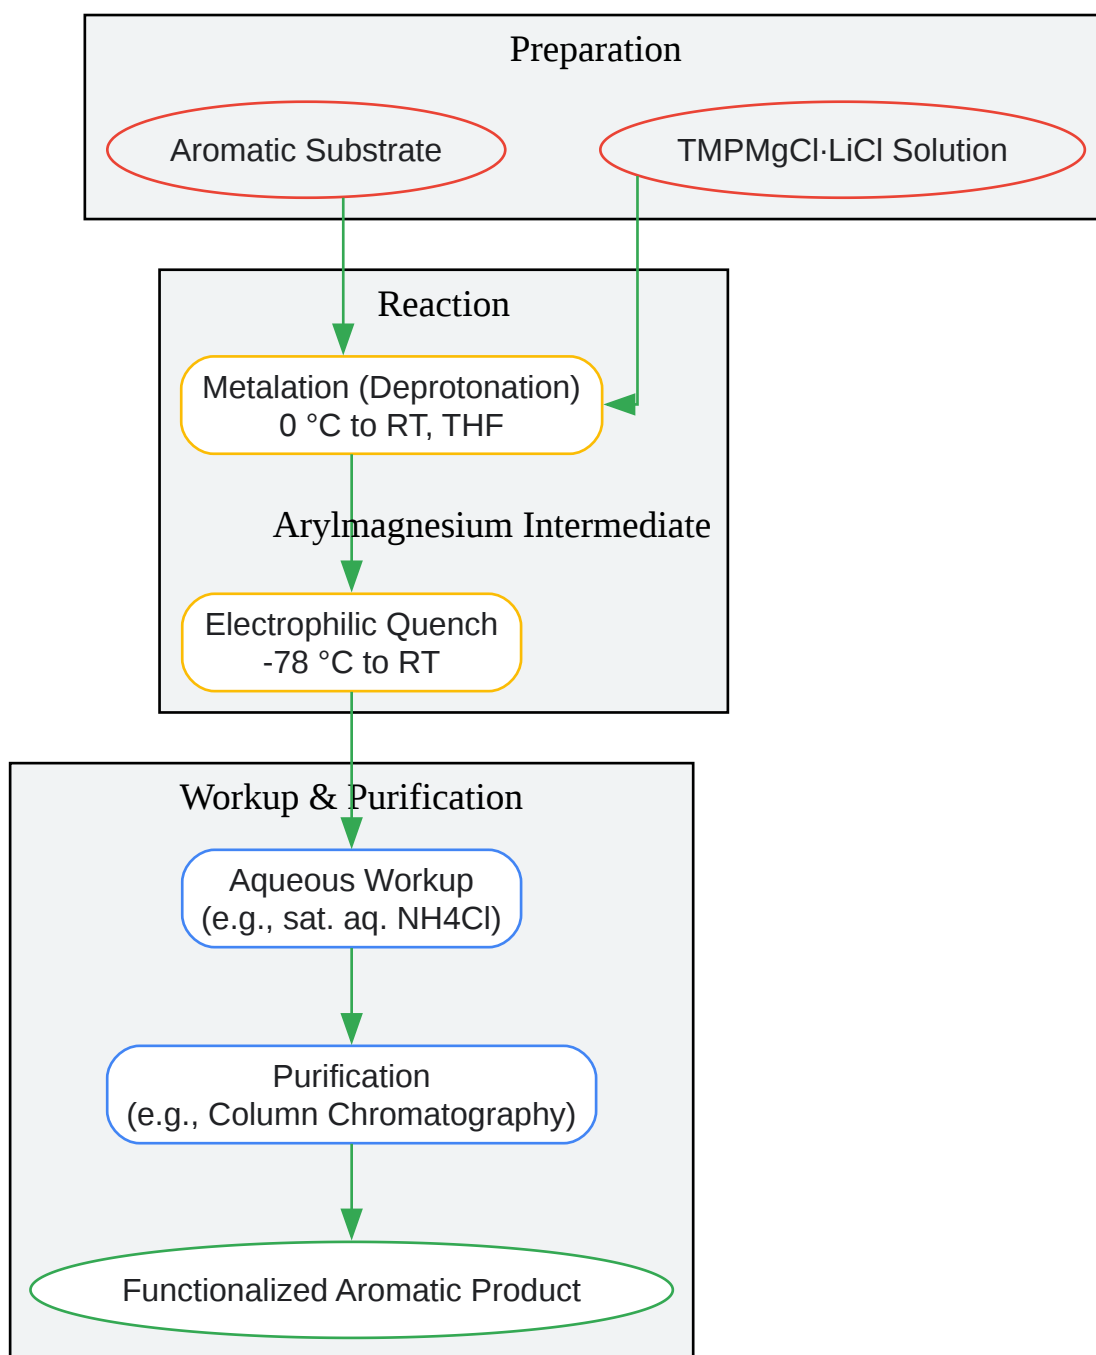 Preparation
Aromatic Substrate
TMPMgCl·LiCl Solution
Reaction
Metalation (Deprotonation)
0 °C to RT, THF
Arylmagnesium Intermediate
Electrophilic Quench
-78 °C to RT
Workup & Purification
Aqueous Workup
(e.g., sat. aq. NH4Cl)
Purification
(e.g., Column Chromatography)
Functionalized Aromatic Product